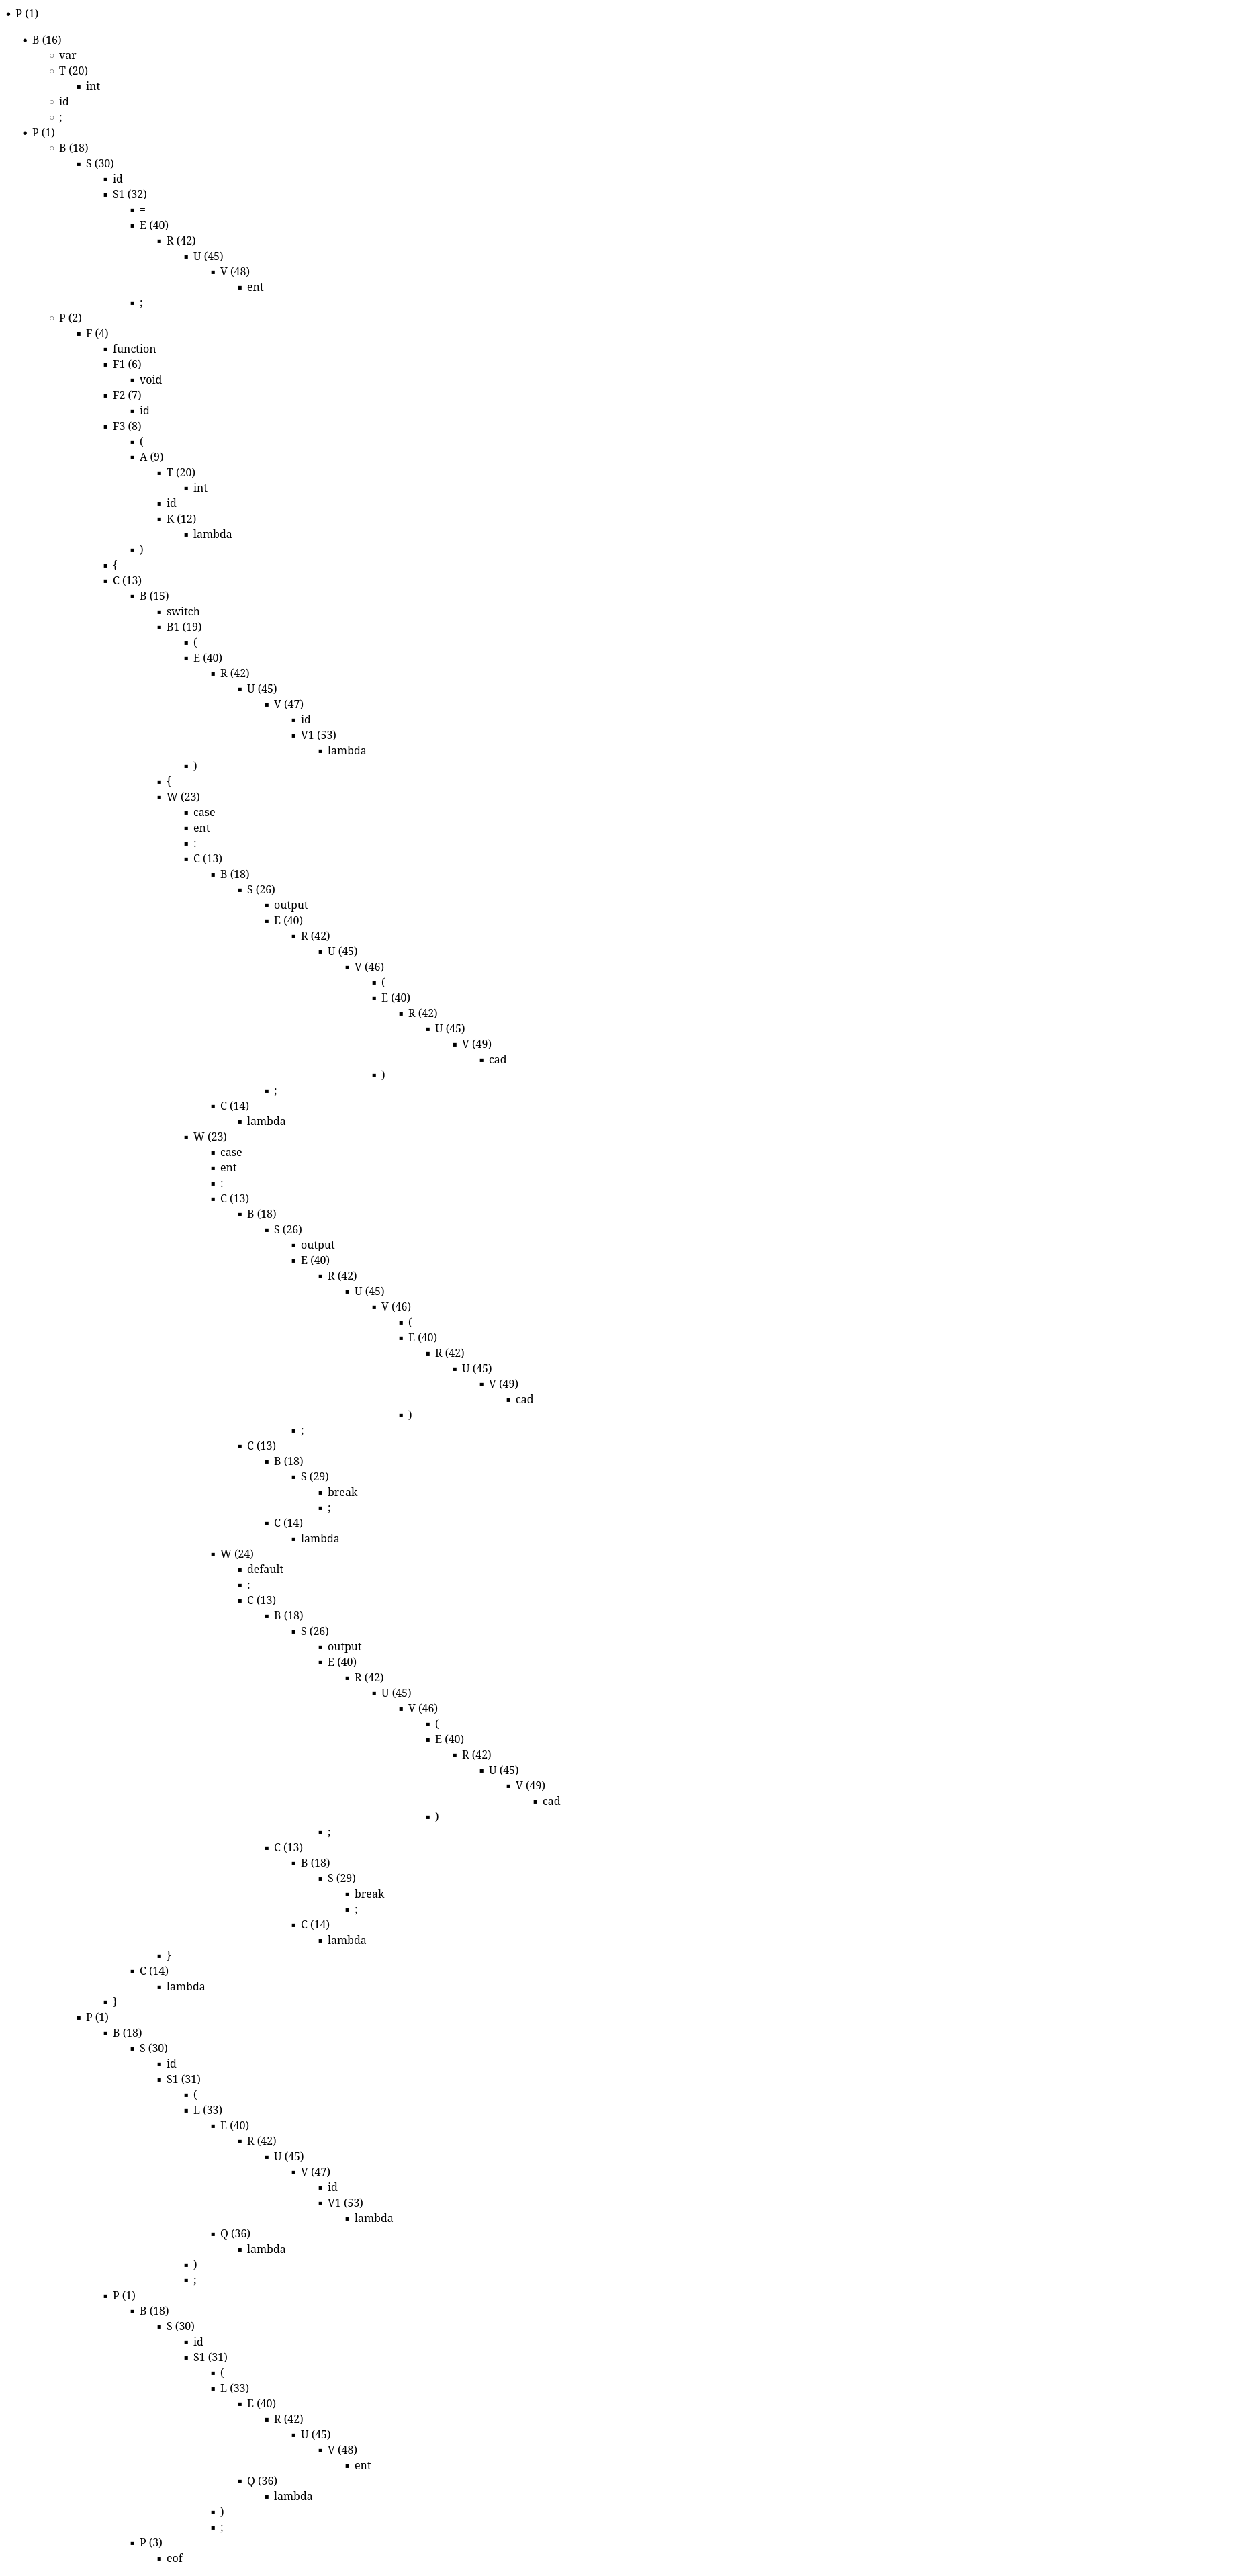 P (1)
B (16)
var
T (20)
int
id
;
P (1)
B (18)
S (30)
id
S1 (32)
=
E (40)
R (42)
U (45)
V (48)
ent
;
P (2)
F (4)
function
F1 (6)
void
F2 (7)
id
F3 (8)
(
A (9)
T (20)
int
id
K (12)
lambda
)
{
C (13)
B (15)
switch
B1 (19)
(
E (40)
R (42)
U (45)
V (47)
id
V1 (53)
lambda
)
{
W (23)
case
ent
:
C (13)
B (18)
S (26)
output
E (40)
R (42)
U (45)
V (46)
(
E (40)
R (42)
U (45)
V (49)
cad
)
;
C (14)
lambda
W (23)
case
ent
:
C (13)
B (18)
S (26)
output
E (40)
R (42)
U (45)
V (46)
(
E (40)
R (42)
U (45)
V (49)
cad
)
;
C (13)
B (18)
S (29)
break
;
C (14)
lambda
W (24)
default
:
C (13)
B (18)
S (26)
output
E (40)
R (42)
U (45)
V (46)
(
E (40)
R (42)
U (45)
V (49)
cad
)
;
C (13)
B (18)
S (29)
break
;
C (14)
lambda
}
C (14)
lambda
}
P (1)
B (18)
S (30)
id
S1 (31)
(
L (33)
E (40)
R (42)
U (45)
V (47)
id
V1 (53)
lambda
Q (36)
lambda
)
;
P (1)
B (18)
S (30)
id
S1 (31)
(
L (33)
E (40)
R (42)
U (45)
V (48)
ent
Q (36)
lambda
)
;
P (3)
eof